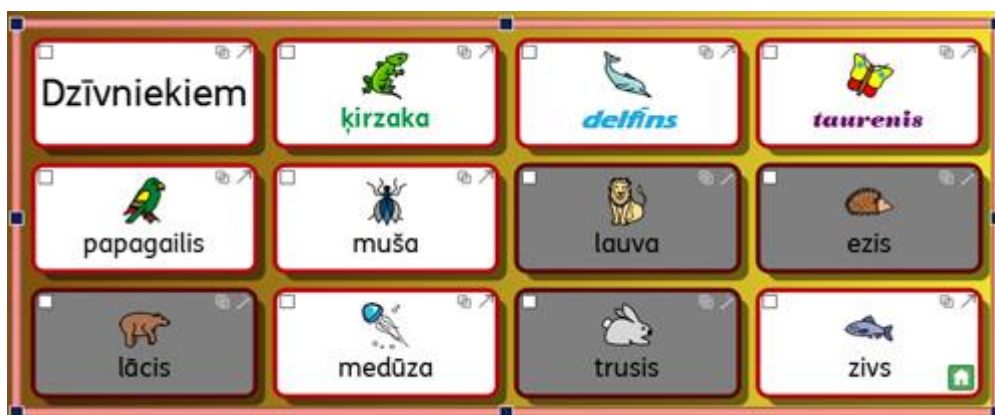 Dzīvniekiem
ķirzaka
delfīns
taurenis
papagailis
muša
lauva
ezis
lācis
medūza
trusis
zivs